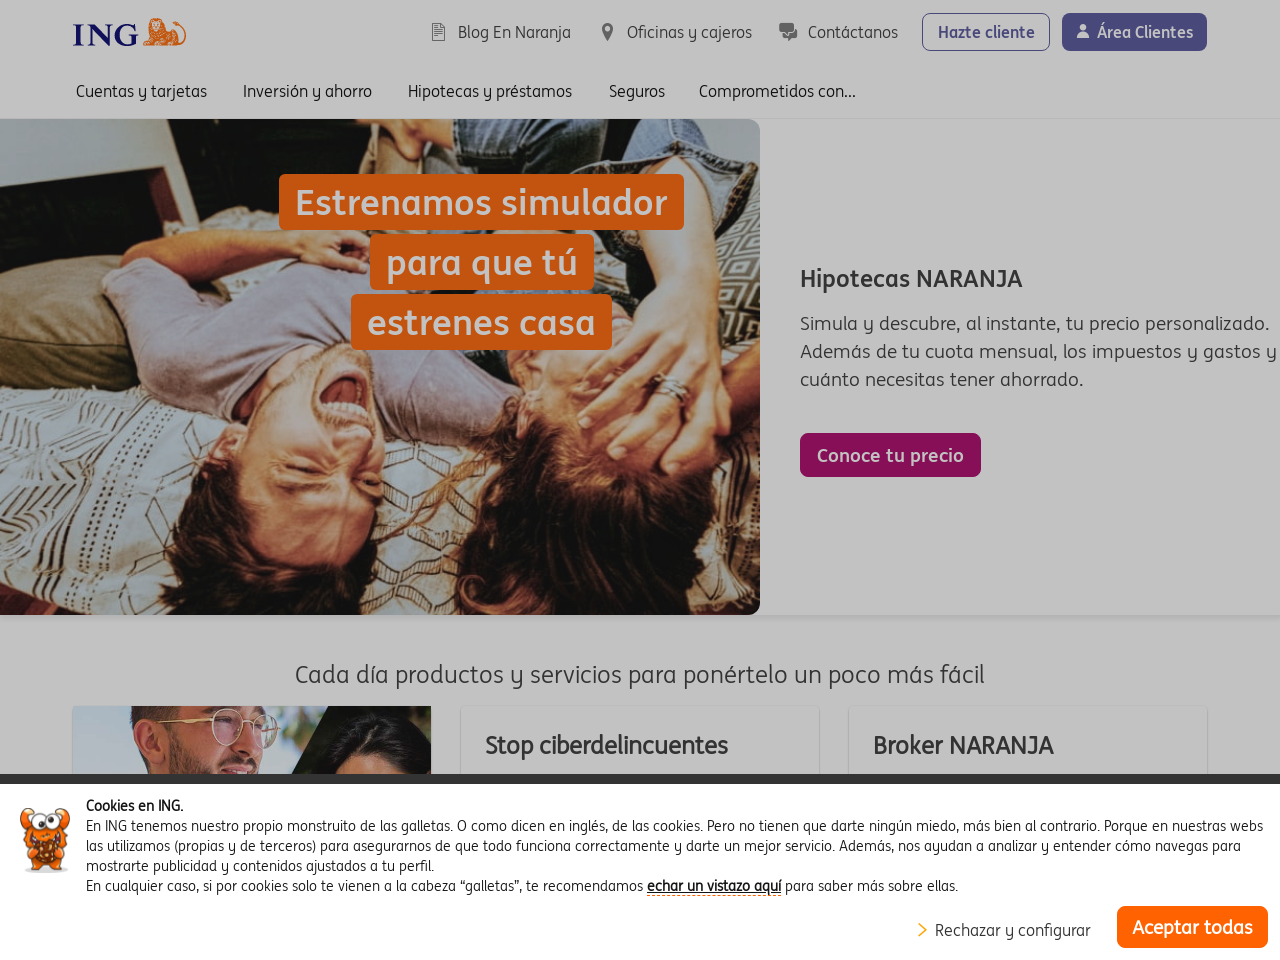 ING
Blog En Naranja
Oficinas y cajeros
Contáctanos
Hazte cliente
Área Clientes
Cuentas y tarjetas
Inversión y ahorro
Hipotecas y préstamos
Seguros
Comprometidos con...
Estrenamos simulador
para que tú
estrenes casa
Hipotecas NARANJA
Simula y descubre, al instante, tu precio personalizado.
Además de tu cuota mensual, los impuestos y gastos y
cuánto necesitas tener ahorrado.
Conoce tu precio
Cada día productos y servicios para ponértelo un poco más fácil
Stop ciberdelincuentes
Broker NARANJA
Cookies en ING.
En ING tenemos nuestro propio monstruito de las galletas. O como dicen en inglés, de las cookies. Pero no tienen que darte ningún miedo, más bien al contrario. Porque en nuestras webs
las utilizamos (propias y de terceros) para asegurarnos de que todo funciona correctamente y darte un mejor servicio. Además, nos ayudan a analizar y entender cómo navegas para
mostrarte publicidad y contenidos ajustados a tu perfil.
En cualquier caso, si por cookies solo te vienen a la cabeza “galletas”, te recomendamos echar un vistazo aquí para saber más sobre ellas.
Rechazar y configurar
Aceptar todas